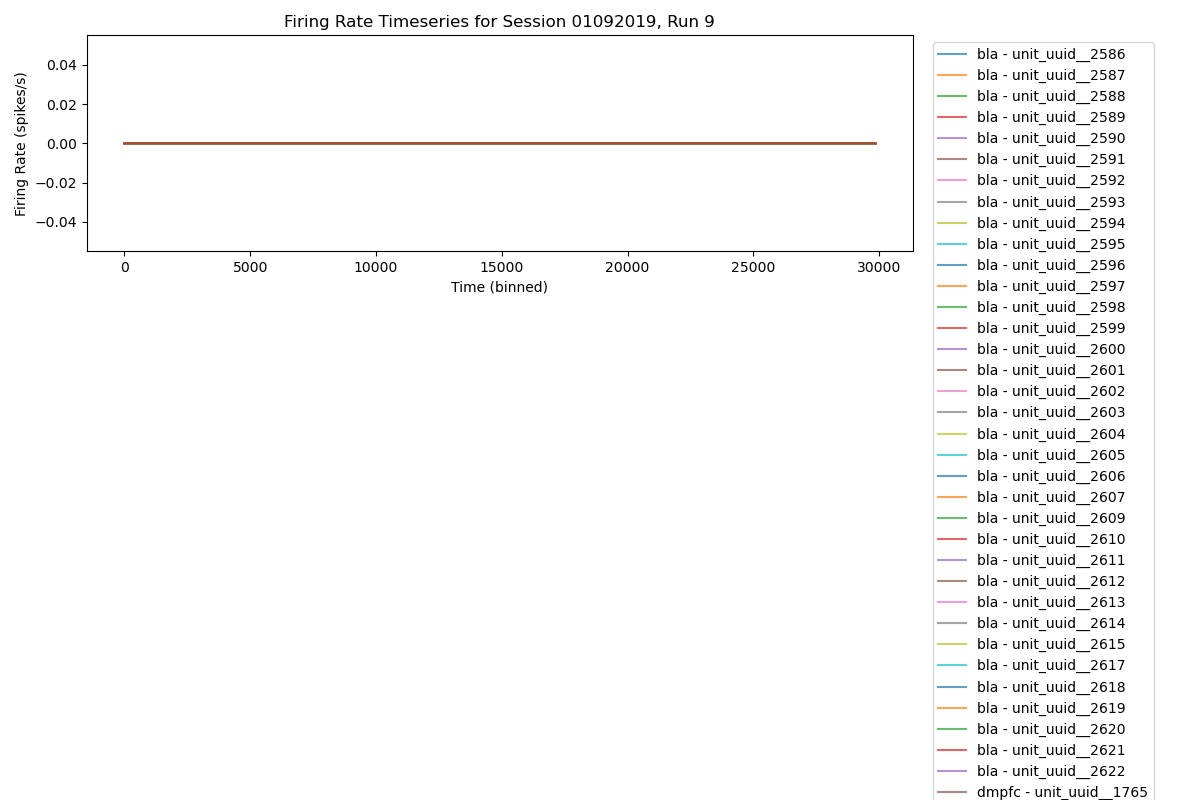 Firing Rate Timeseries for Session 01092019, Run 9
Firing Rate (spikes/s)
0.04
0.02
0.00
−0.02
−0.04
0
5000
10000
15000
20000
25000
30000
Time (binned)
bla - unit_uuid__2586
bla - unit_uuid__2587
bla - unit_uuid__2588
bla - unit_uuid__2589
bla - unit_uuid__2590
bla - unit_uuid__2591
bla - unit_uuid__2592
bla - unit_uuid__2593
bla - unit_uuid__2594
bla - unit_uuid__2595
bla - unit_uuid__2596
bla - unit_uuid__2597
bla - unit_uuid__2598
bla - unit_uuid__2599
bla - unit_uuid__2600
bla - unit_uuid__2601
bla - unit_uuid__2602
bla - unit_uuid__2603
bla - unit_uuid__2604
bla - unit_uuid__2605
bla - unit_uuid__2606
bla - unit_uuid__2607
bla - unit_uuid__2609
bla - unit_uuid__2610
bla - unit_uuid__2611
bla - unit_uuid__2612
bla - unit_uuid__2613
bla - unit_uuid__2614
bla - unit_uuid__2615
bla - unit_uuid__2617
bla - unit_uuid__2618
bla - unit_uuid__2619
bla - unit_uuid__2620
bla - unit_uuid__2621
bla - unit_uuid__2622
dmpfc - unit_uuid__1765